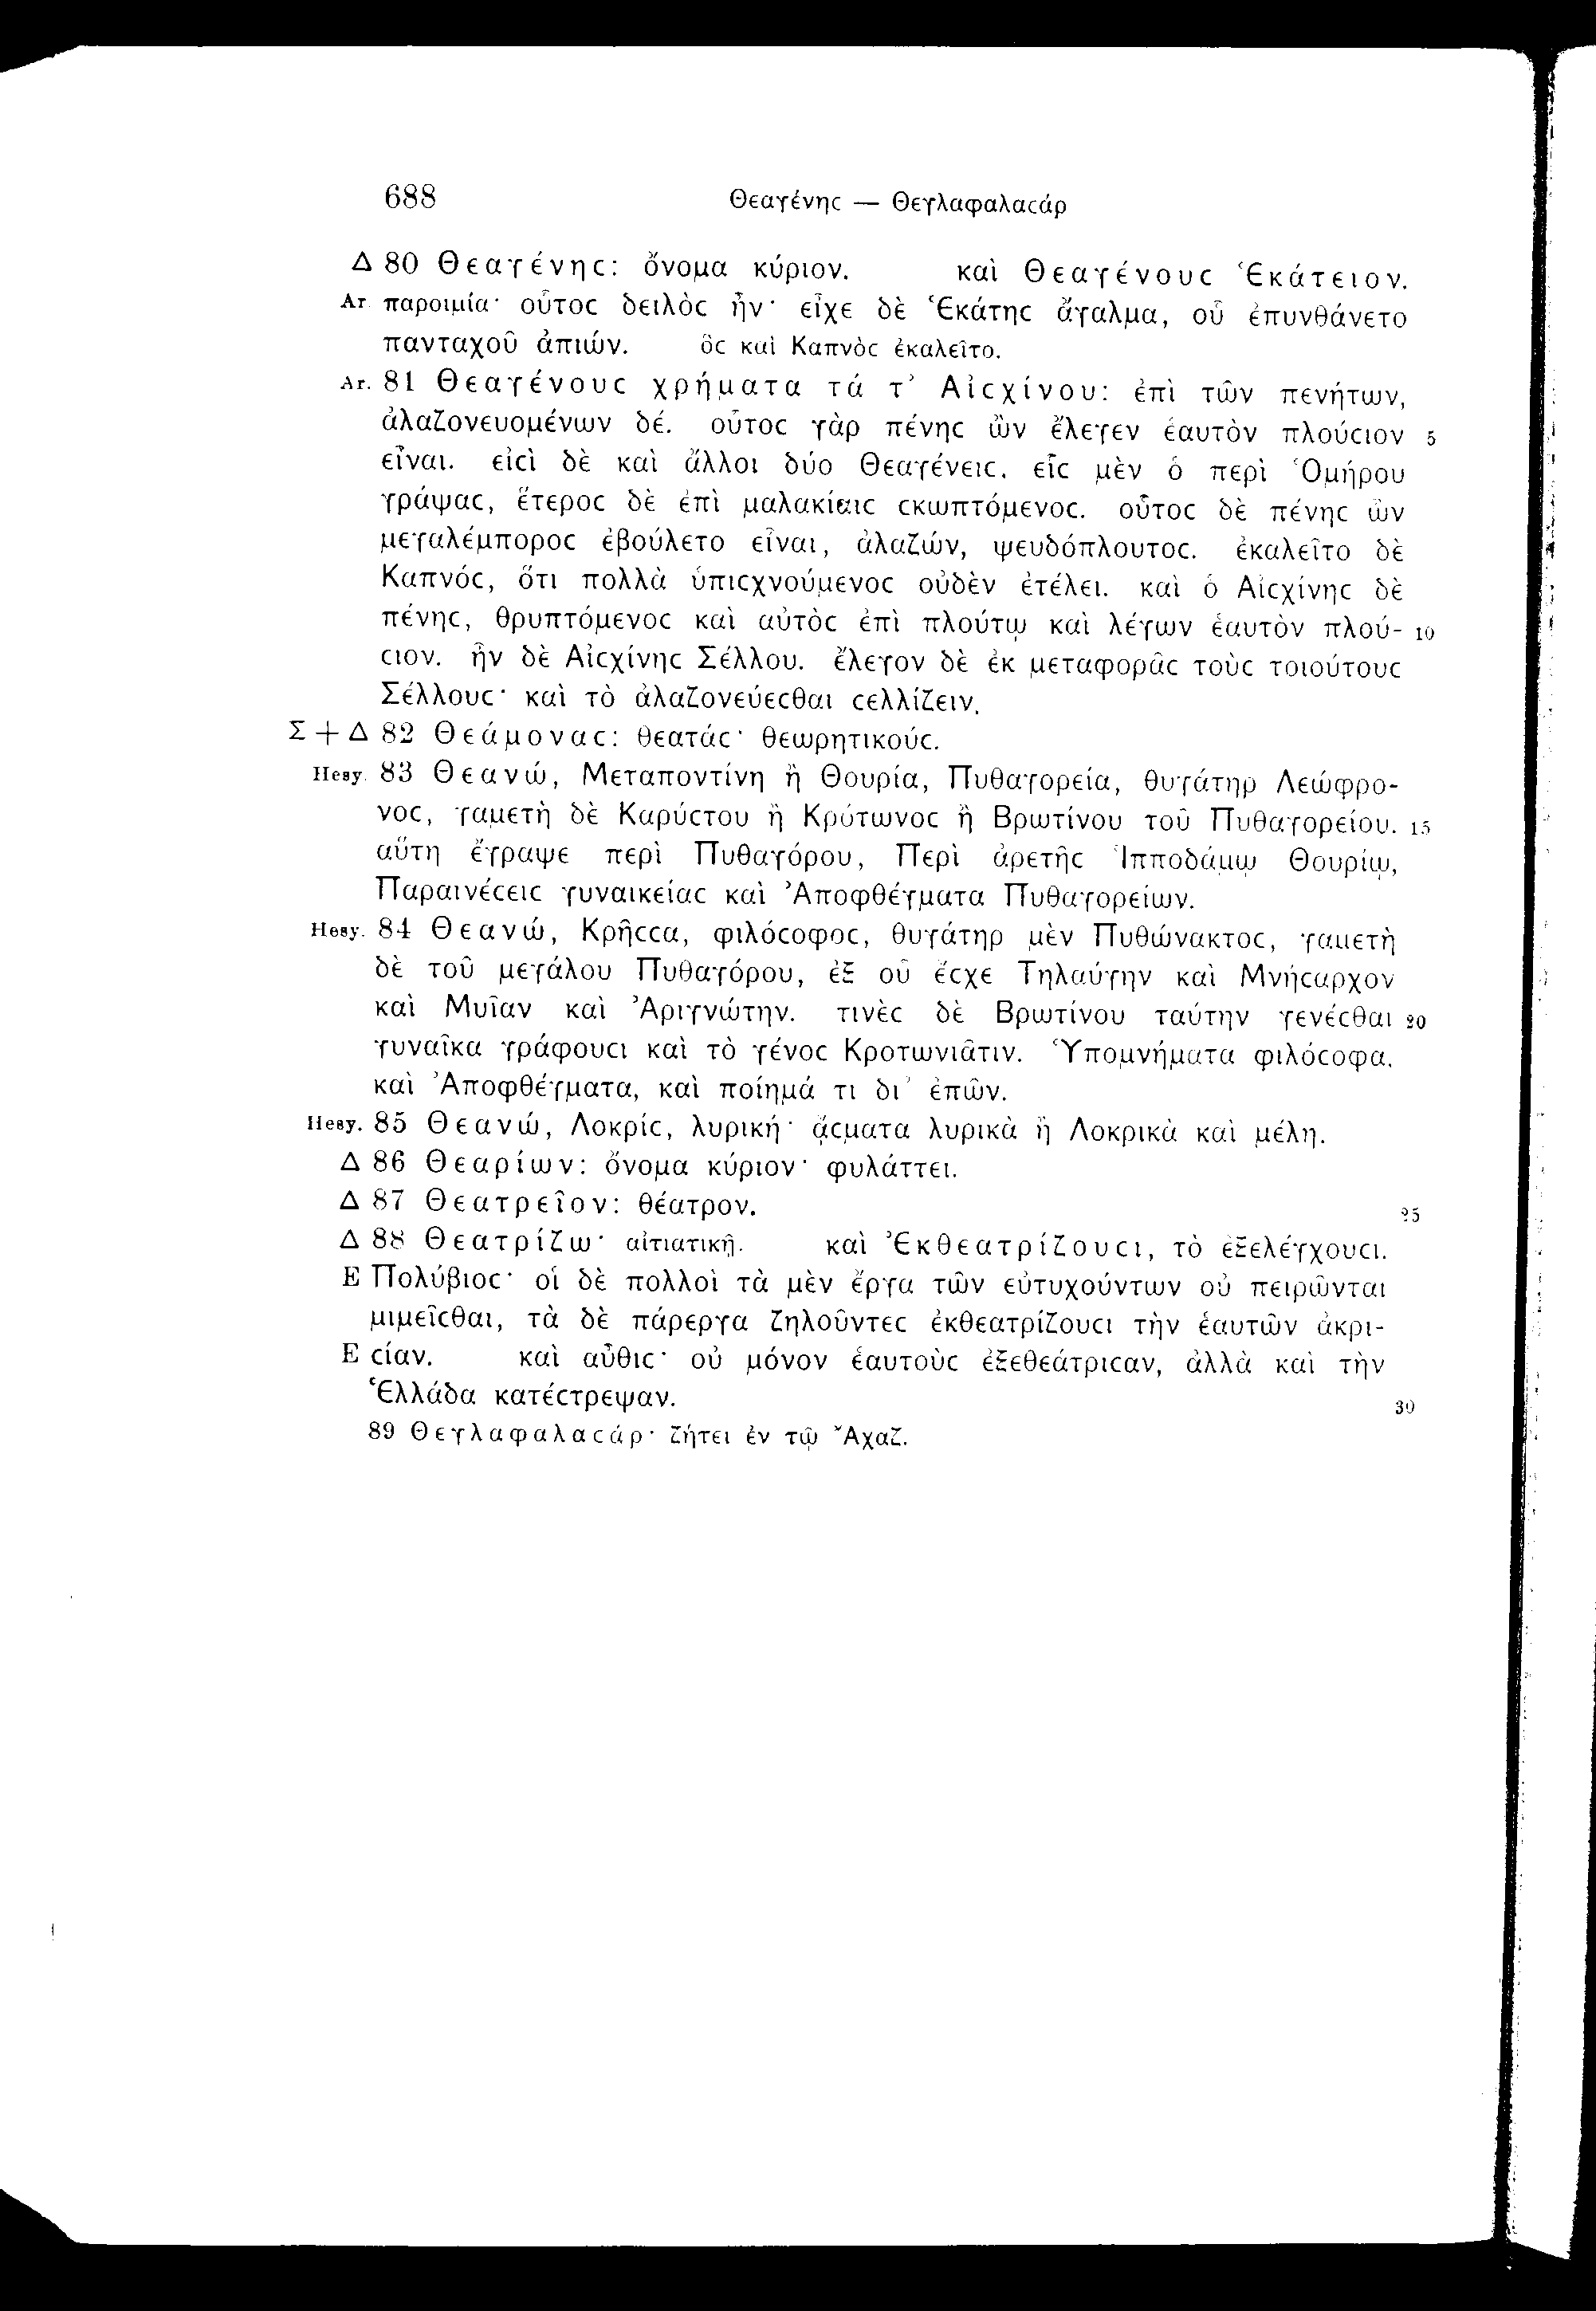 688 Θεαγένης — Θεγλαφαλασάρ
Δ 80 Θεαγένηϲ: ὄνομα κύριον. καὶ Θεαγένουϲ Ἑκάτειον.
Ar. παροιμία· οὗτοϲ δειλὸϲ ἦν· εἶχε δὲ Ἑκάτηϲ ἄγαλμα, οὗ ἐπυνθάνετο
πανταχοῦ ἀπιών. ὃϲ καὶ Καπνὸϲ ἐκαλεῖτο.
Ar. 81 Θεαγένουϲ χρήματα τά τ’ Αἰϲχίνου: ἐπὶ τῶν πενήτων,
ἀλαζονευομένων δέ. οὗτοϲ γὰρ πένηϲ ὢν ἔλεγεν ἑαυτὸν πλούϲιον 5
εἶναι. εἰϲὶ δὲ καὶ ἄλλοι δύο Θεαγένειϲ, εἷϲ μὲν ὁ περὶ Ὁμήρου
γράψαϲ, ἕτεροϲ δὲ ἐπὶ μαλακίαιϲ ϲκωπτόμενοϲ. οὗτοϲ δὲ πένηϲ ὢν
μεγαλέμποροϲ ἐβούλετο εἶναι, ἀλαζών, ψευδόπλουτοϲ. ἐκαλεῖτο δὲ
Καπνόϲ, ὅτι πολλὰ ὑπιϲχνούμενοϲ οὐδὲν ἐτέλει. καὶ ὁ Αἰϲχίνηϲ δὲ
πένηϲ, θρυπτόμενοϲ καὶ αὐτὸϲ ἐπὶ πλούτῳ καὶ λέγων ἑαυτὸν πλού- 10
ϲιον. ἦν δὲ Αἰϲχίνηϲ Σέλλου. ἔλεγον δὲ ἐκ μεταφορᾶϲ τοὺϲ τοιούτουϲ
Σέλλουϲ· καὶ τὸ ἀλαζονεύεϲθαι ϲελλίζειν.
Σ + Δ 82 Θεάμοναϲ: θεατάϲ· θεωρητικούϲ.
Hesy. 83 Θεανώ, Μεταποντίνη ἢ Θουρία, Πυθαγορεία, θυγάτηρ Λεώφρο-
νοϲ, γαμετὴ δὲ Καρύϲτου ἢ Κρότωνοϲ ἢ Βρωτίνου τοῦ Πυθαγορείου. 15
αὕτη ἔγραψε περὶ Πυθαγόρου, Περὶ ἀρετῆϲ Ἱπποδάμῳ Θουρίῳ,
Παραινέϲειϲ γυναικείαϲ καὶ Ἀποφθέγματα Πυθαγορείων.
Hesy. 84 Θεανώ, Κρῆϲϲα, φιλόϲοφοϲ, θυγάτηρ μὲν Πυθώνακτοϲ, γαμετὴ
δὲ τοῦ μεγάλου Πυθαγόρου, ἐξ οὗ ἔϲχε Τηλαύγην καὶ Μνήϲαρχον
καὶ Μυῖαν καὶ Ἀριγνώτην. τινὲϲ δὲ Βρωτίνου ταύτην γενέϲθαι 20
γυναῖκα γράφουϲι καὶ τὸ γένοϲ Κροτωνιᾶτιν. Ὑπομνήματα φιλόϲοφα,
καὶ Ἀποφθέγματα, καὶ ποίημά τι δι’ ἐπῶν.
Hesy. 85 Θεανώ, Λοκρίϲ, λυρική· ᾄϲματα λυρικὰ ἢ Λοκρικὰ καὶ μέλη.
Δ 86 Θεαρίων: ὄνομα κύριον· φυλάττει.
Δ 87 Θεατρεῖον: θέατρον. 25
Δ 88 Θεατρίζω· αἰτιατικῇ. καὶ Ἐκθεατρίζουϲι, τὸ ἐξελέγχουϲι.
E Πολύβιοϲ· οἱ δὲ πολλοὶ τὰ μὲν ἔργα τῶν εὐτυχούντων οὐ πειρῶνται
μιμεῖϲθαι, τὰ δὲ πάρεργα ζηλοῦντεϲ ἐκθεατρίζουϲι τὴν ἑαυτῶν ἀκρι-
E ϲίαν. καὶ αὖθιϲ· οὐ μόνον ἑαυτοὺϲ ἐξεθεάτριϲαν, ἀλλὰ καὶ τὴν
Ἑλλάδα κατέϲτρεψαν. 30
89 Θεγλαφαλαϲάρ· ζήτει ἐν τῷ Ἄχαζ.